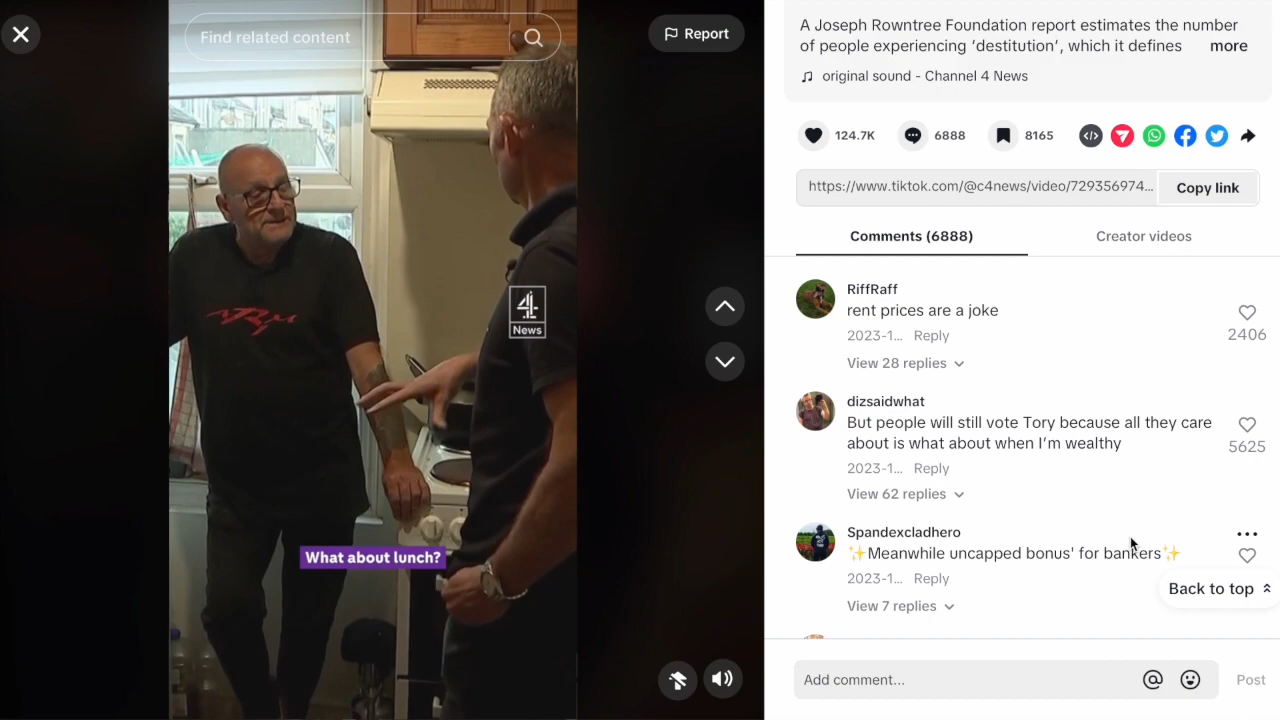 Find related content
Report
4
News
What about lunch?
A Joseph Rowntree Foundation report estimates the number
of people experiencing ‘destitution’, which it defines more
original sound - Channel 4 News
124.7K
6888
8165
https://www.tiktok.com/@c4news/video/729356974...
Copy link
Comments (6888)
Creator videos
RiffRaff
rent prices are a joke
2406
2023-1... Reply
View 28 replies
dizsaidwhat
But people will still vote Tory because all they care
about is what about when I’m wealthy
5625
2023-1... Reply
View 62 replies
Spandexcladhero
✨Meanwhile uncapped bonus' for bankers✨
2023-1... Reply
View 7 replies
Back to top
Add comment...
Post